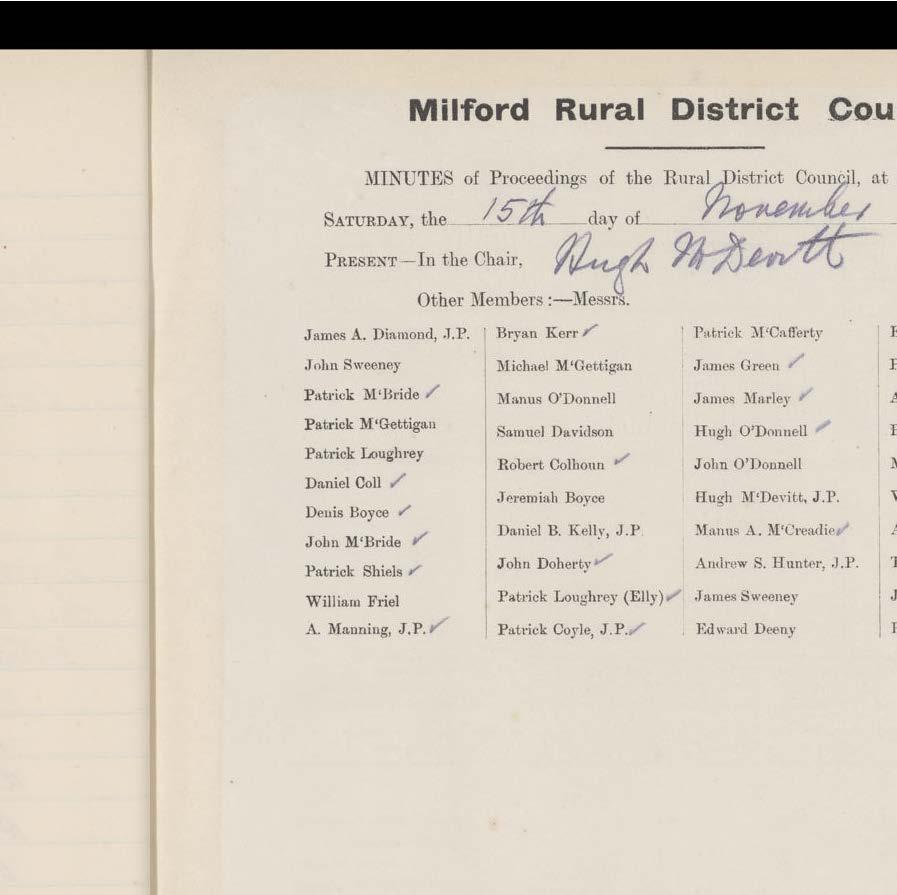 Milford Rural District Cou
MINUTES of Proceedings of the Rural District Council, at
SATURDAY, the 15th day of November
PRESENT—In the Chair, Hugh McDevitt
Other Members :—Messrs.
James A. Diamond, J.P.
John Sweeney
Patrick M‘Bride ✓
Patrick M‘Gettigan
Patrick Loughrey
Daniel Coll ✓
Denis Boyce ✓
John M‘Bride ✓
Patrick Shiels ✓
William Friel
A. Manning, J.P. ✓
Bryan Kerr ✓
Michael M‘Gettigan
Manus O’Donnell
Samuel Davidson
Robert Colhoun ✓
Jeremiah Boyce
Daniel B. Kelly, J.P.
John Doherty ✓
Patrick Loughrey (Elly) ✓
Patrick Coyle, J.P. ✓
Patrick M‘Cafferty
James Green ✓
James Marley ✓
Hugh O’Donnell ✓
John O’Donnell
Hugh M‘Devitt, J.P.
Manus A. M‘Creadie ✓
Andrew S. Hunter, J.P.
James Sweeney
Edward Deeny